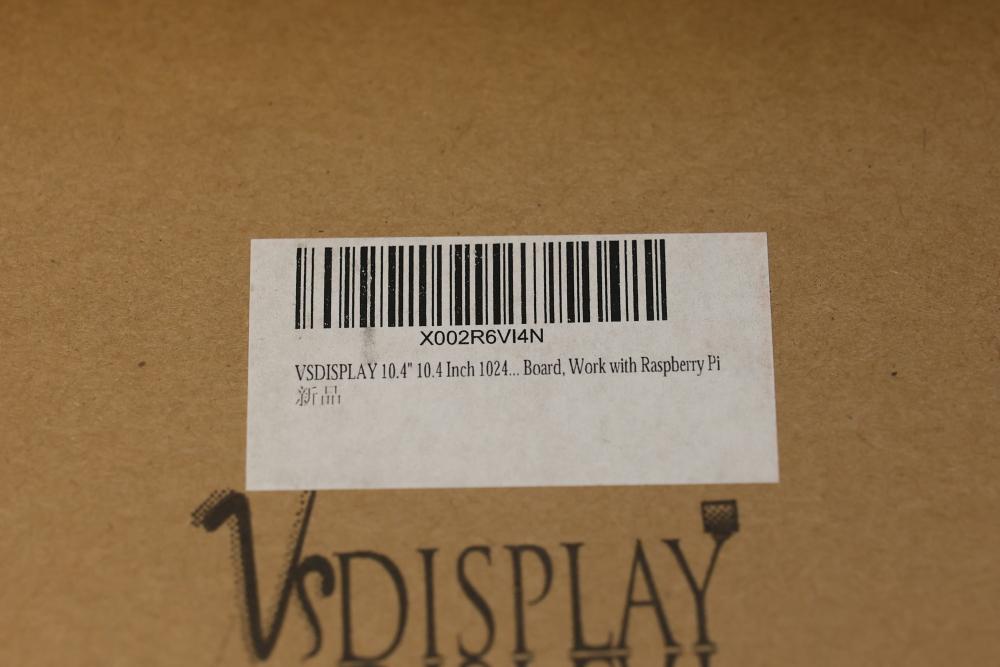 X002R6VI4N
VSDISPLAY 10.4" 10.4 Inch 1024... Board, Work with Raspberry Pi
新品
VSDISPLAY